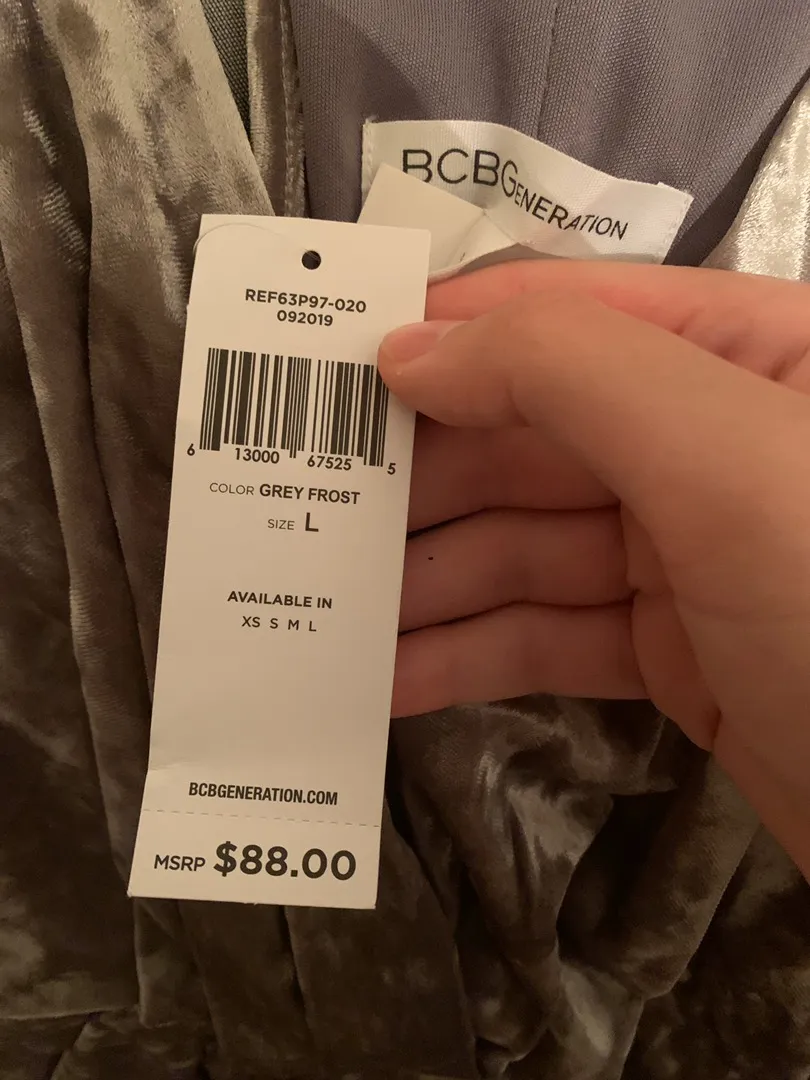 BCBGENERATION
REF63P97-020
092019
6 13000 67525 5
COLOR GREY FROST
SIZE L
AVAILABLE IN
XS S M L
BCBGENERATION.COM
MSRP $88.00